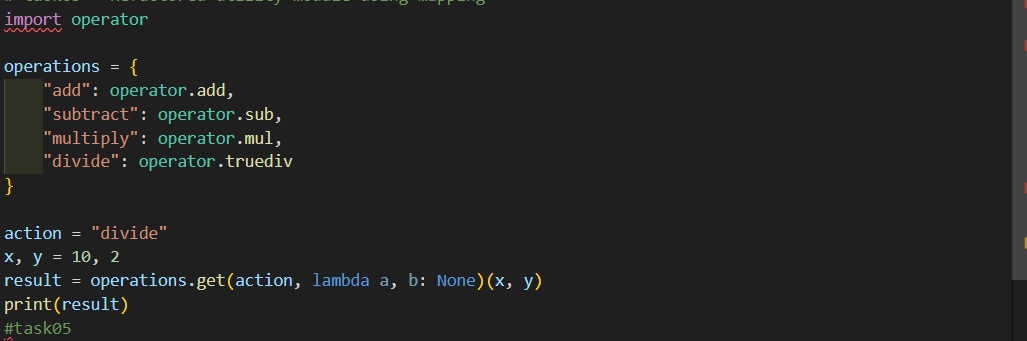 import operator
operations = {
    "add": operator.add,
    "subtract": operator.sub,
    "multiply": operator.mul,
    "divide": operator.truediv
}
action = "divide"
x, y = 10, 2
result = operations.get(action, lambda a, b: None)(x, y)
print(result)
#task05